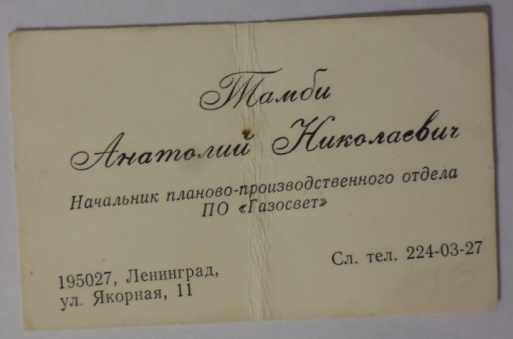 Тамби
Анатолий Николаевич
Начальник планово-производственного отдела
ПО «Газосвет»
195027, Ленинград,
ул. Якорная, 11
Сл. тел. 224-03-27